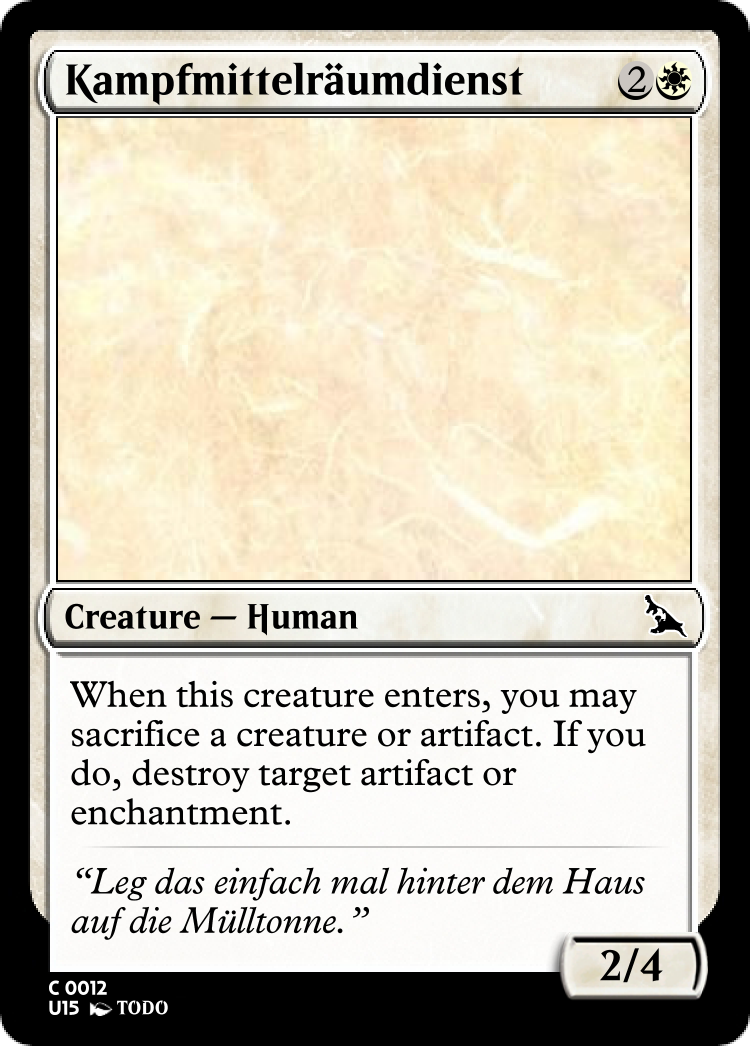 Kampfmittelräumdienst 2
Creature — Human
When this creature enters, you may
sacrifice a creature or artifact. If you
do, destroy target artifact or
enchantment.
“Leg das einfach mal hinter dem Haus
auf die Mülltonne.”
2/4
C 0012
U15 TODO